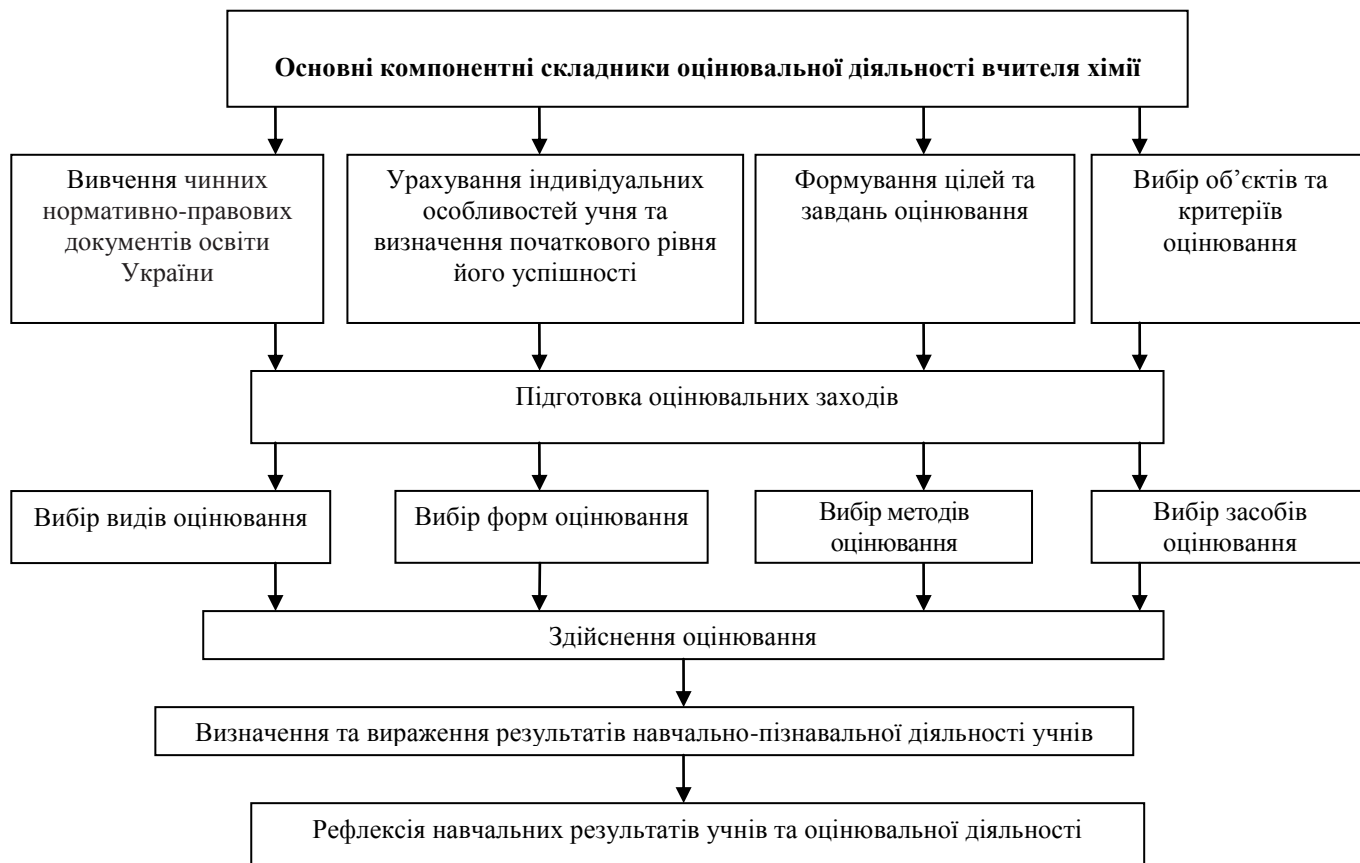 Основні компонентні складники оцінювальної діяльності вчителя хімії
Вивчення чинних
нормативно-правових
документів освіти
України
Урахування індивідуальних
особливостей учня та
визначення початкового рівня
його успішності
Формування цілей та
завдань оцінювання
Вибір об’єктів та
критеріїв
оцінювання
Підготовка оцінювальних заходів
Вибір видів оцінювання
Вибір форм оцінювання
Вибір методів
оцінювання
Вибір засобів
оцінювання
Здійснення оцінювання
Визначення та вираження результатів навчально-пізнавальної діяльності учнів
Рефлексія навчальних результатів учнів та оцінювальної діяльності